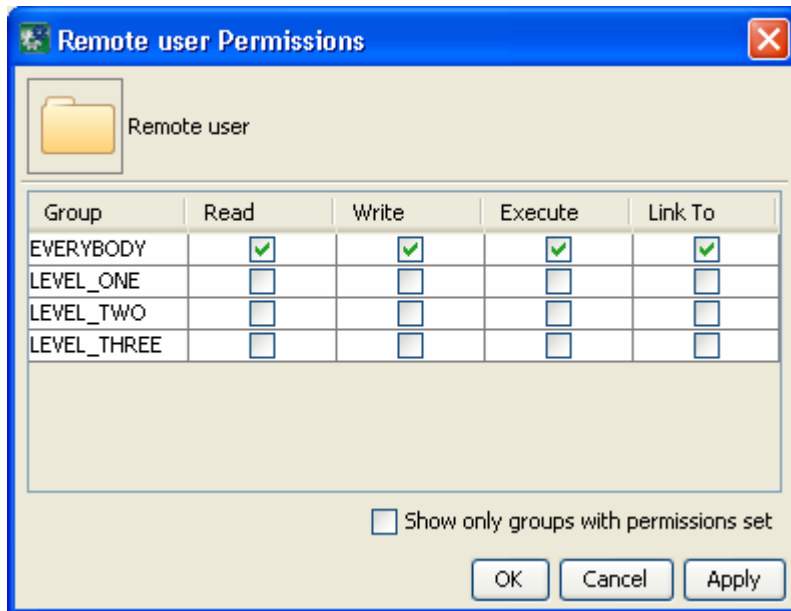 Remote user Permissions
Remote user
Group Read Write Execute Link To
EVERYBODY
LEVEL_ONE
LEVEL_TWO
LEVEL_THREE
Show only groups with permissions set
OK Cancel Apply